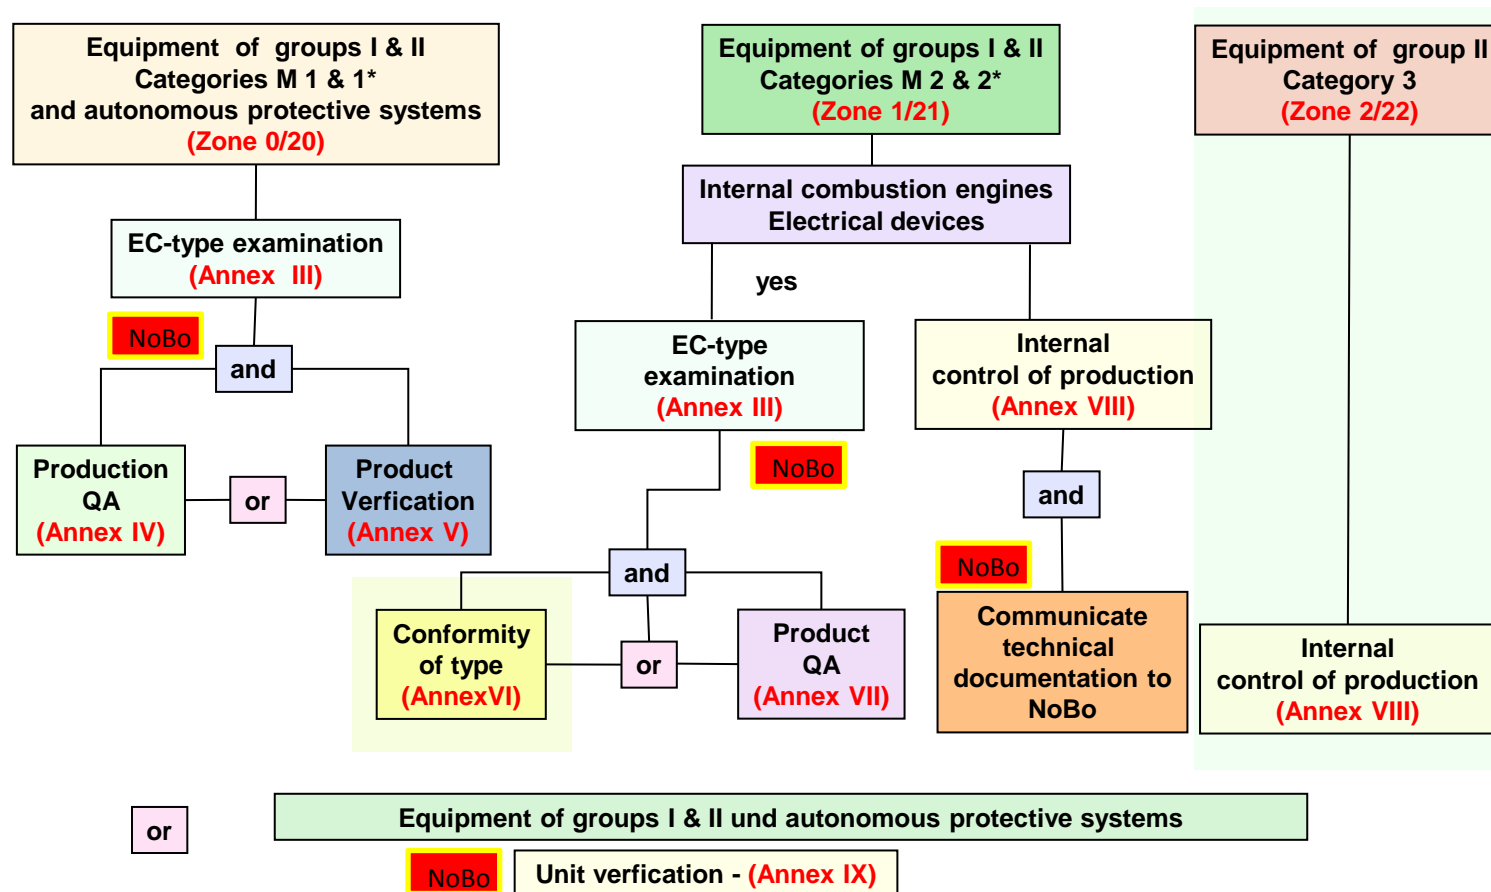 Equipment of groups I & II
Categories M 1 & 1*
and autonomous protective systems
(Zone 0/20)
Equipment of groups I & II
Categories M 2 & 2*
(Zone 1/21)
Equipment of group II
Category 3
(Zone 2/22)
Internal combustion engines
Electrical devices
EC-type examination
(Annex III)
yes
NoBo
and
EC-type
examination
(Annex III)
Internal
control of production
(Annex VIII)
NoBo
Production
QA
(Annex IV)
or
Product
Verfication
(Annex V)
and
NoBo
and
Conformity
of type
(AnnexVI)
or
Product
QA
(Annex VII)
Communicate
technical
documentation to
NoBo
Internal
control of production
(Annex VIII)
or
Equipment of groups I & II und autonomous protective systems
NoBo
Unit verfication - (Annex IX)